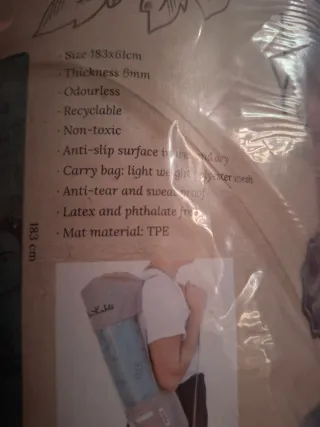 · Size 183x61cm
· Thickness 6mm
· Odourless
· Recyclable
· Non-toxic
· Anti-slip surface dry
· Carry bag: light weight
· Anti-tear and sweat proof
· Latex and phthalate
· Mat material: TPE
183 cm